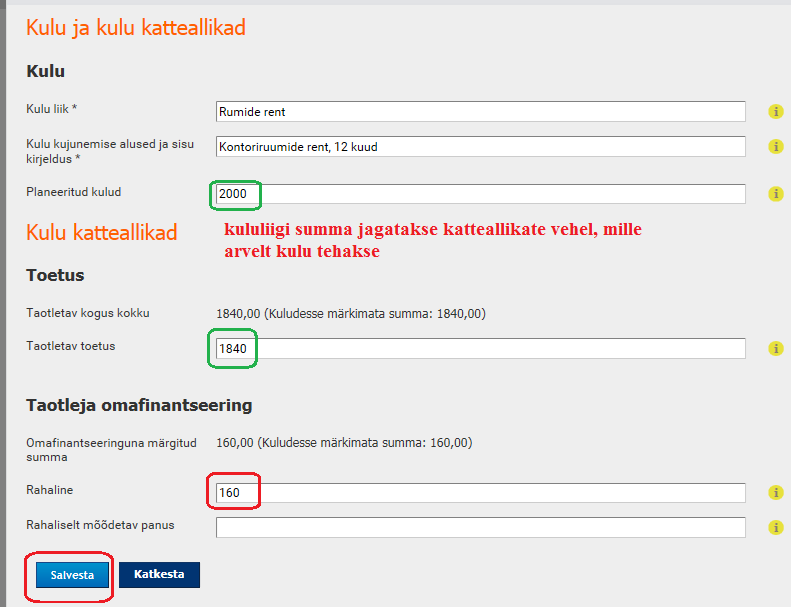 Kulu ja kulu katteallikad
Kulu
Kulu liik *
Rumide rent
Kulu kujunemise alused ja sisu
kirjeldus *
Kontoriruumide rent, 12 kuud
Planeeritud kulud
2000
Kulu katteallikad
kululiigi summa jagatakse katteallikate vehel, mille
arvelt kulu tehakse
Toetus
Taotletav kogus kokku
1840,00 (Kuludesse märkimata summa: 1840,00)
Taotletav toetus
1840
Taotleja omafinantseering
Omafinantseeringuna märgitud
summa
160,00 (Kuludesse märkimata summa: 160,00)
Rahaline
160
Rahaliselt mõõdetav panus
Salvesta
Katkesta